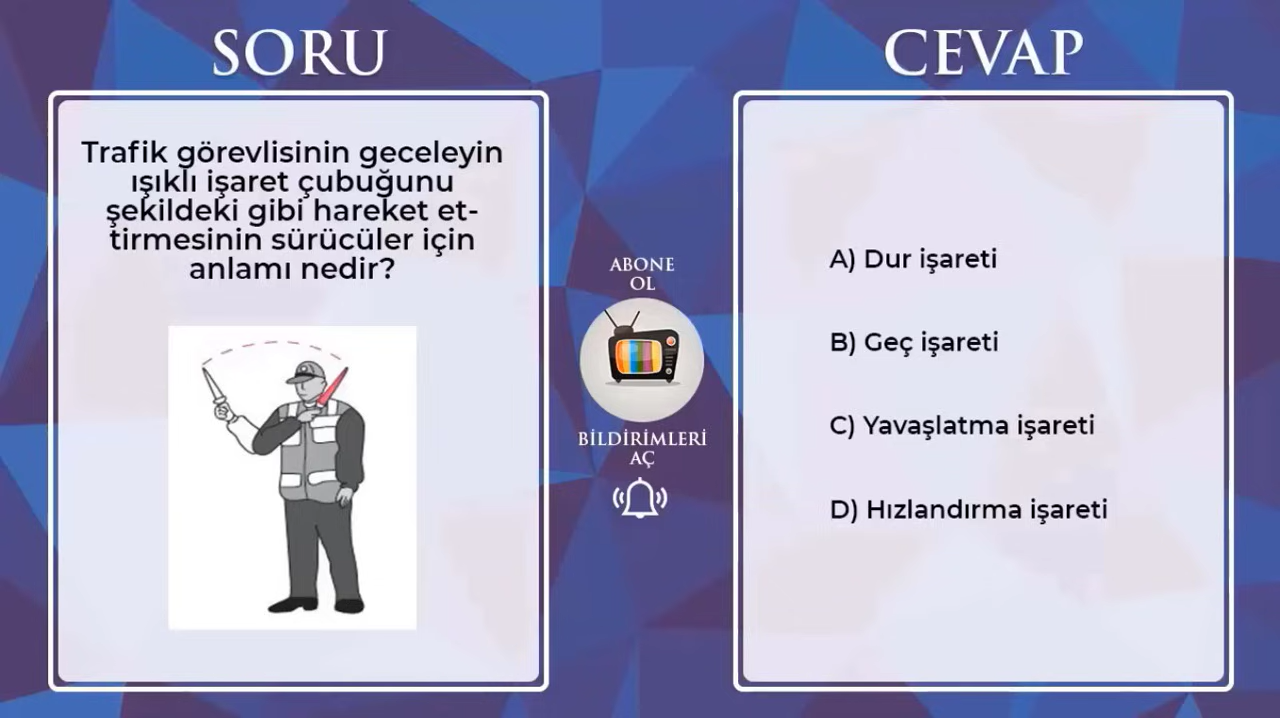 SORU
Trafik görevlisinin geceleyin
ışıklı işaret çubuğunu
şekildeki gibi hareket et-
tirmesinin sürücüler için
anlamı nedir?
ABONE
OL
BİLDİRİMLERİ
AÇ
CEVAP
A) Dur işareti
B) Geç işareti
C) Yavaşlatma işareti
D) Hızlandırma işareti